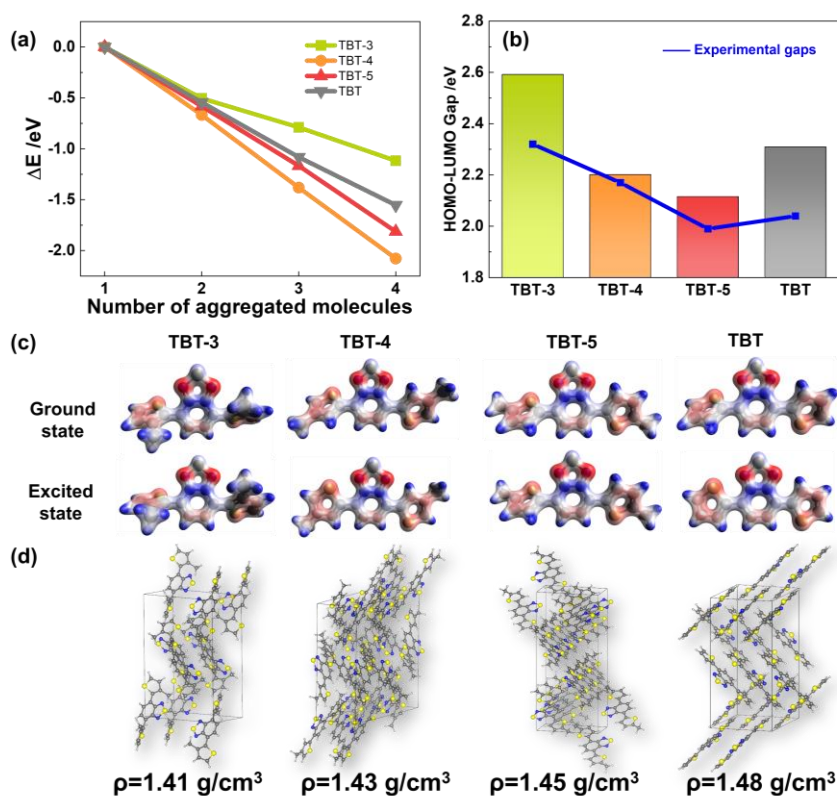 (a)
0.0
-0.5
-1.0
-1.5
-2.0
ΔE /eV
1 2 3 4
Number of aggregated molecules
TBT-3
TBT-4
TBT-5
TBT
(b)
2.6
2.4
2.2
2.0
1.8
HOMO-LUMO Gap /eV
Experimental gaps
TBT-3 TBT-4 TBT-5 TBT
(c)
TBT-3 TBT-4 TBT-5 TBT
Ground
state
Excited
state
(d)
ρ=1.41 g/cm³ ρ=1.43 g/cm³ ρ=1.45 g/cm³ ρ=1.48 g/cm³